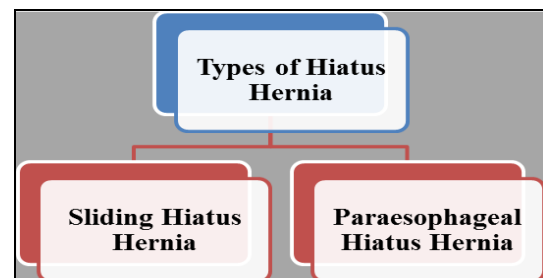 Types of Hiatus
Hernia
Sliding Hiatus
Hernia
Paraesophageal
Hiatus Hernia